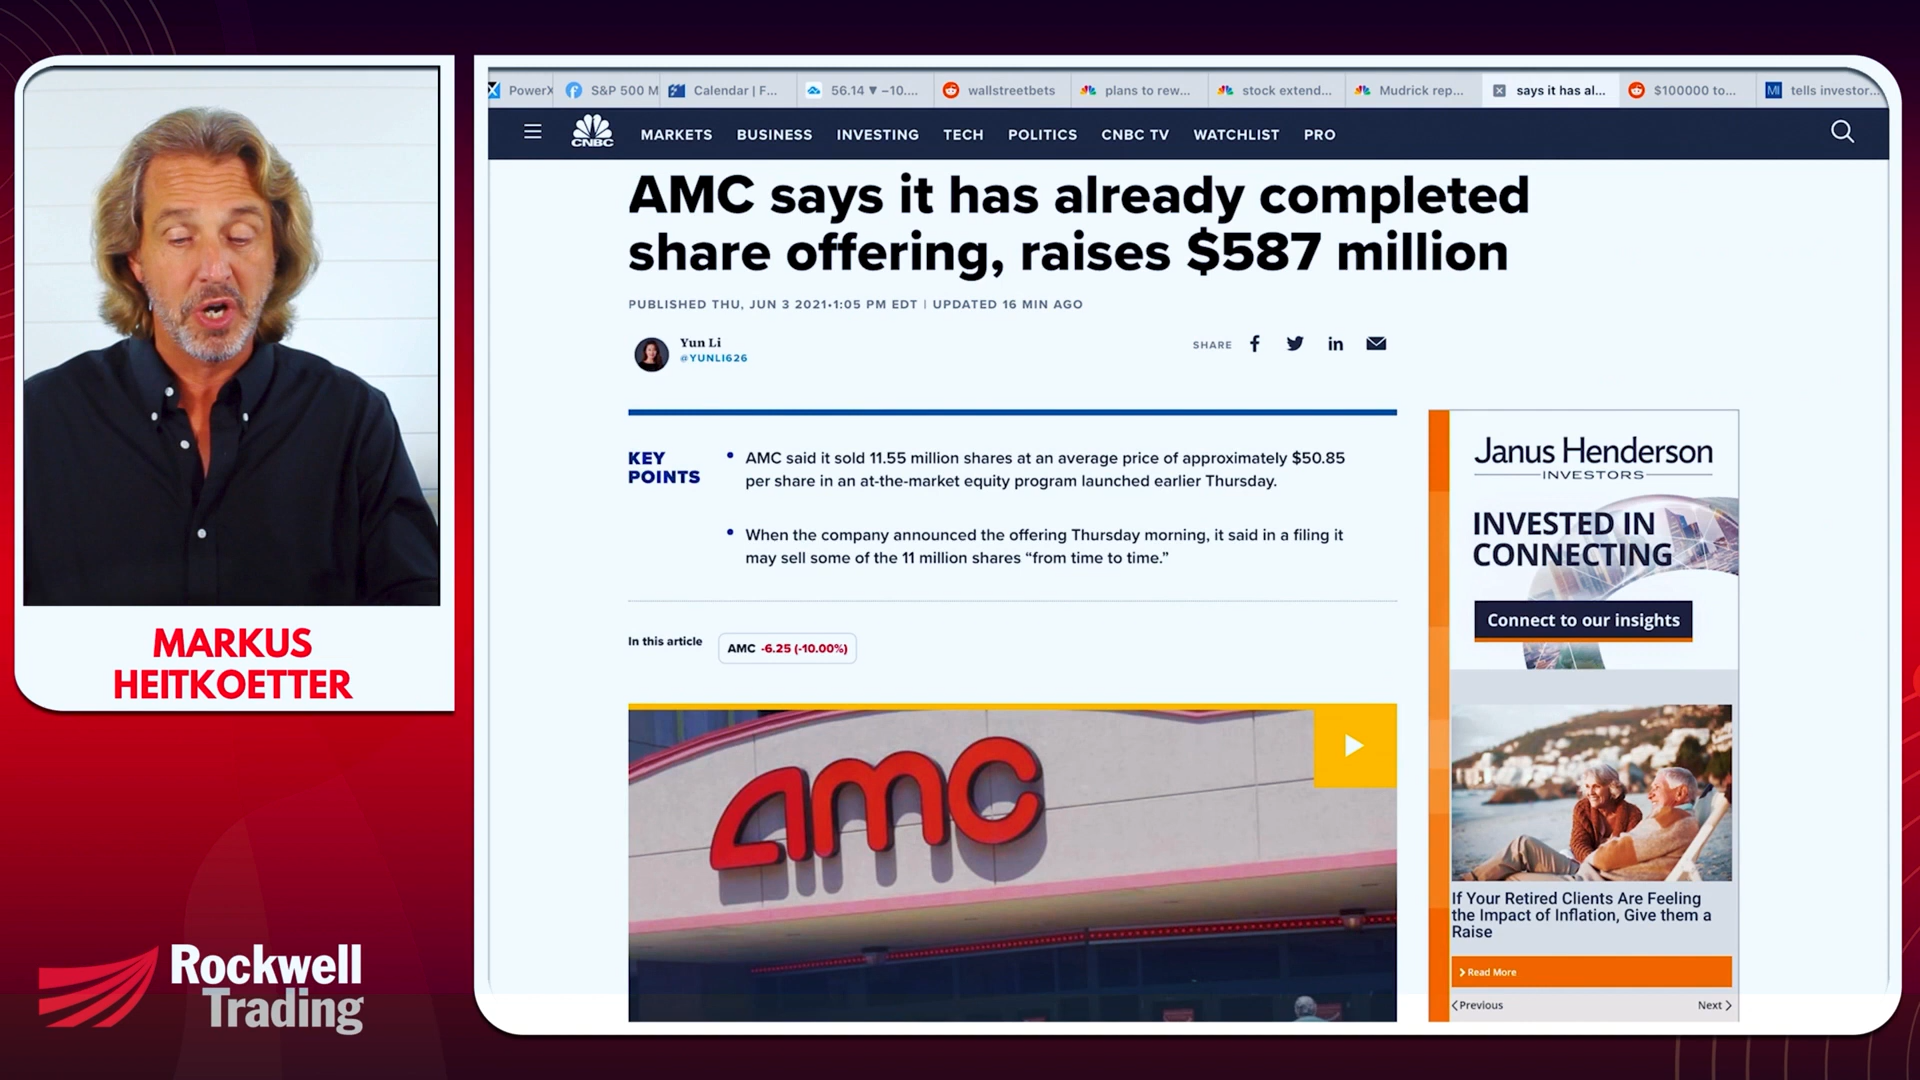 PowerX
S&P 500 M
Calendar | F...
56.14 ▼ −10....
wallstreetbets
plans to rew...
stock extend...
Mudrick rep...
says it has al...
$100000 to...
MI
tells investor...
CNBC
MARKETS
BUSINESS
INVESTING
TECH
POLITICS
CNBC TV
WATCHLIST
PRO
AMC says it has already completed
share offering, raises $587 million
PUBLISHED THU, JUN 3 2021•1:05 PM EDT | UPDATED 16 MIN AGO
Yun Li
@YUNLI626
SHARE
KEY
POINTS
• AMC said it sold 11.55 million shares at an average price of approximately $50.85
per share in an at-the-market equity program launched earlier Thursday.
• When the company announced the offering Thursday morning, it said in a filing it
may sell some of the 11 million shares “from time to time.”
In this article
AMC -6.25 (-10.00%)
amc
Janus Henderson
INVESTORS
INVESTED IN
CONNECTING
Connect to our insights
If Your Retired Clients Are Feeling
the Impact of Inflation, Give them a
Raise
Read More
Previous
Next
MARKUS
HEITKOETTER
Rockwell
Trading